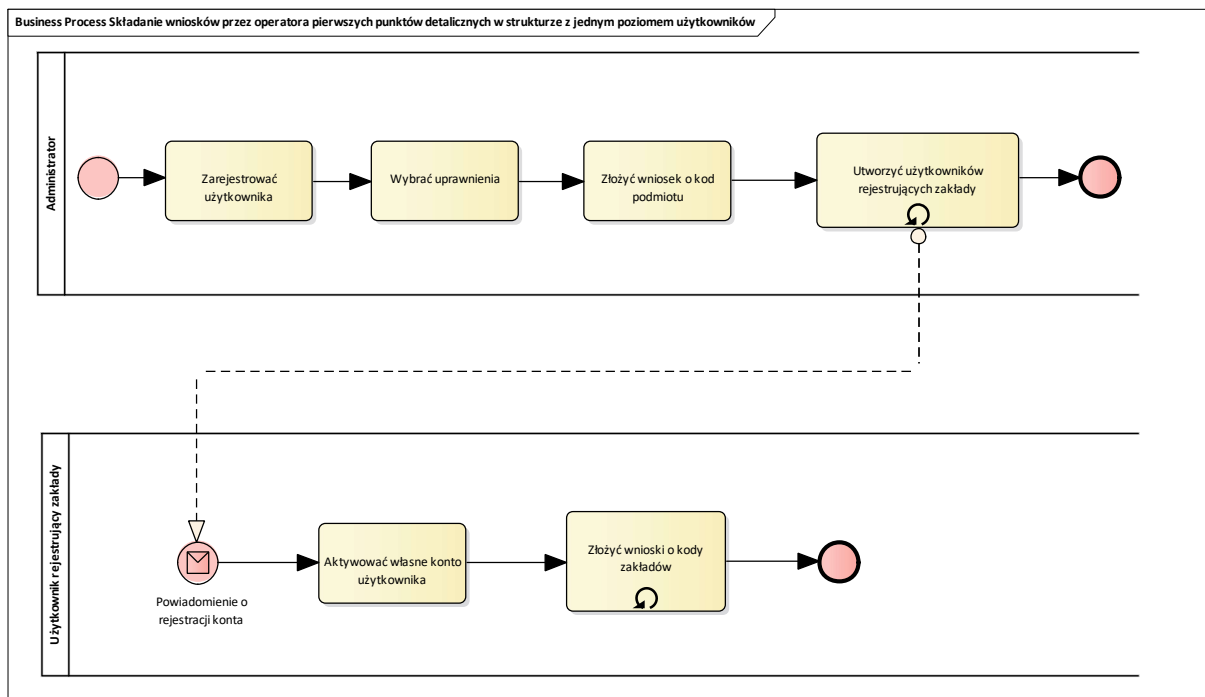 Business Process Składanie wniosków przez operatora pierwszych punktów detalicznych w strukturze z jednym poziomem użytkowników
Administrator
Zarejestrować
użytkownika
Wybrać uprawnienia
Złożyć wniosek o kod
podmiotu
Utworzyć użytkowników
rejestrujących zakłady
Użytkownik rejestrujący zakłady
Powiadomienie o
rejestracji konta
Aktywować własne konto
użytkownika
Złożyć wnioski o kody
zakładów